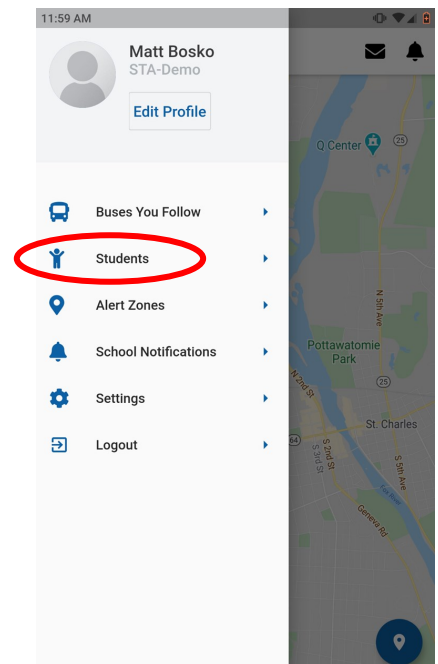 11:59 AM
Matt Bosko
STA-Demo
Edit Profile
Buses You Follow
Students
Alert Zones
School Notifications
Settings
Logout
Q Center
25
N 5th Ave
Pottawatomie
Park
N 2nd St
25
St. Charles
64
S 2nd St
S 3rd St
S 5th Ave
Fox River
Geneva Rd